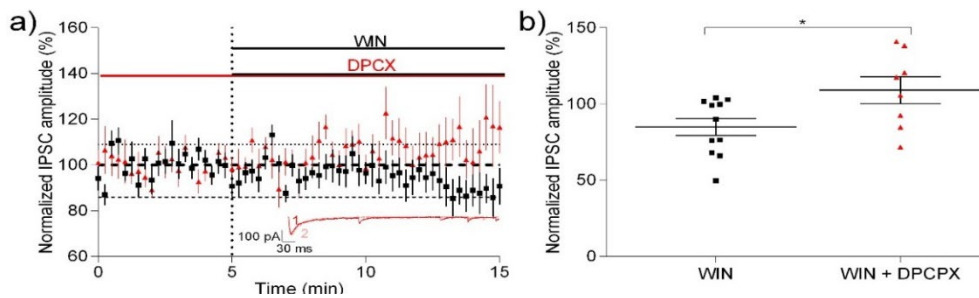 a)
Normalized IPSC amplitude (%)
160
140
120
100
80
60
WIN
DPCX
100 pA
30 ms
2
0
5
10
15
Time (min)
b)
Normalized IPSC amplitude (%)
150
100
50
0
*
WIN
WIN + DPCPX